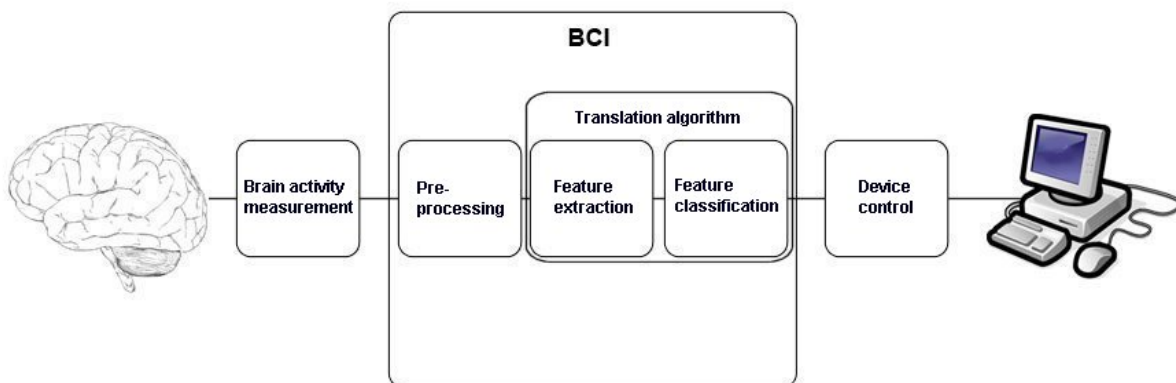 BCI
Translation algorithm
Brain activity
measurement
Pre-
processing
Feature
extraction
Feature
classification
Device
control